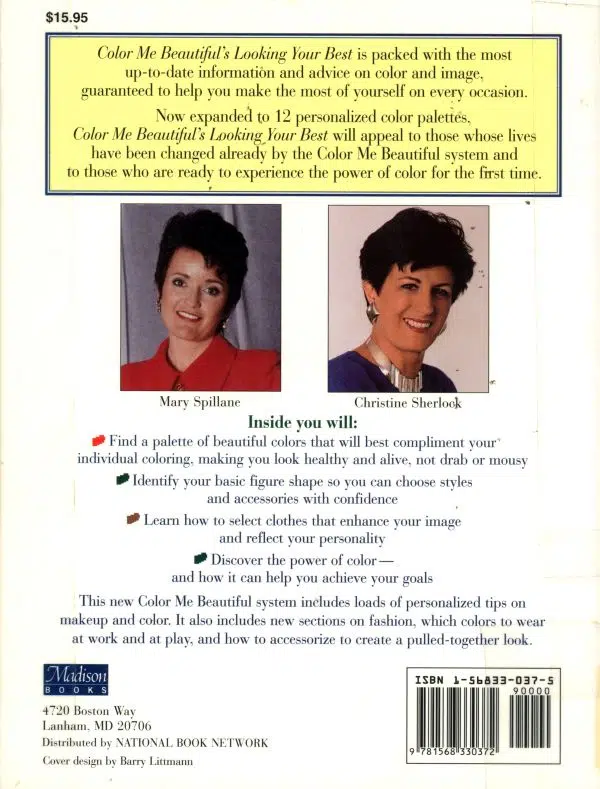 $15.95
Color Me Beautiful's Looking Your Best is packed with the most
up-to-date information and advice on color and image,
guaranteed to help you make the most of yourself on every occasion.
Now expanded to 12 personalized color palettes,
Color Me Beautiful's Looking Your Best will appeal to those whose lives
have been changed already by the Color Me Beautiful system and
to those who are ready to experience the power of color for the first time.
Mary Spillane
Christine Sherlock
Inside you will:
Find a palette of beautiful colors that will best compliment your
individual coloring, making you look healthy and alive, not drab or mousy
Identify your basic figure shape so you can choose styles
and accessories with confidence
Learn how to select clothes that enhance your image
and reflect your personality
Discover the power of color—
and how it can help you achieve your goals
This new Color Me Beautiful system includes loads of personalized tips on
makeup and color. It also includes new sections on fashion, which colors to wear
at work and at play, and how to accessorize to create a pulled-together look.
Madison
BOOKS
4720 Boston Way
Lanham, MD 20706
Distributed by NATIONAL BOOK NETWORK
Cover design by Barry Littmann
ISBN 1-56833-037-5
90000
9 781568 330372